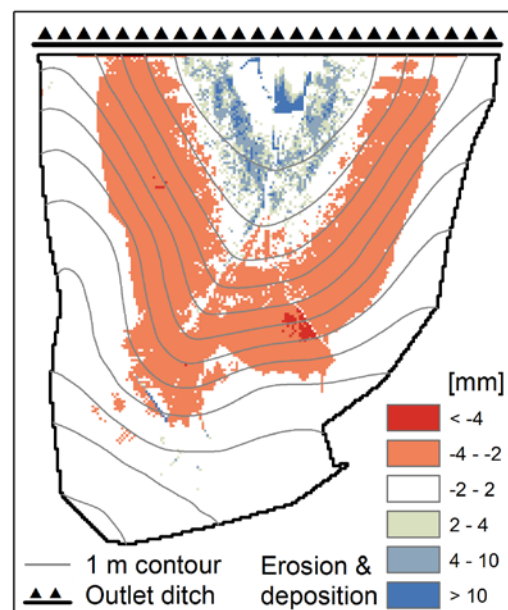 [mm]
< -4
-4 - -2
-2 - 2
2 - 4
4 - 10
> 10
1 m contour
Outlet ditch
Erosion &
deposition